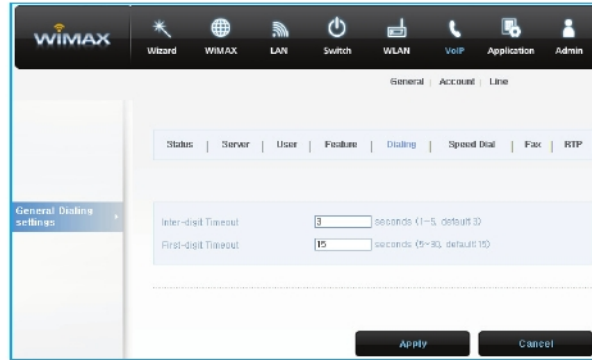 WiMAX
Wizard WiMAX LAN Switch WLAN VoIP Application Admin
General | Account | Line
Status | Server | User | Feature | Dialing | Speed Dial | Fax | RTP
General Dialing
settings
Inter-digit Timeout 3 seconds (1~5, default 3)
First-digit Timeout 15 seconds (5~30, default 15)
Apply Cancel